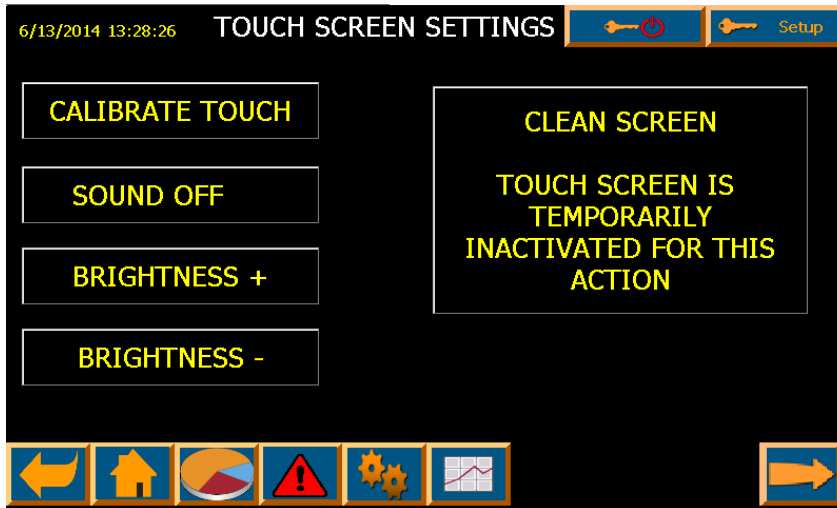 6/13/2014 13:28:26
TOUCH SCREEN SETTINGS
Setup
CALIBRATE TOUCH
SOUND OFF
BRIGHTNESS +
BRIGHTNESS -
CLEAN SCREEN
TOUCH SCREEN IS
TEMPORARILY
INACTIVATED FOR THIS
ACTION